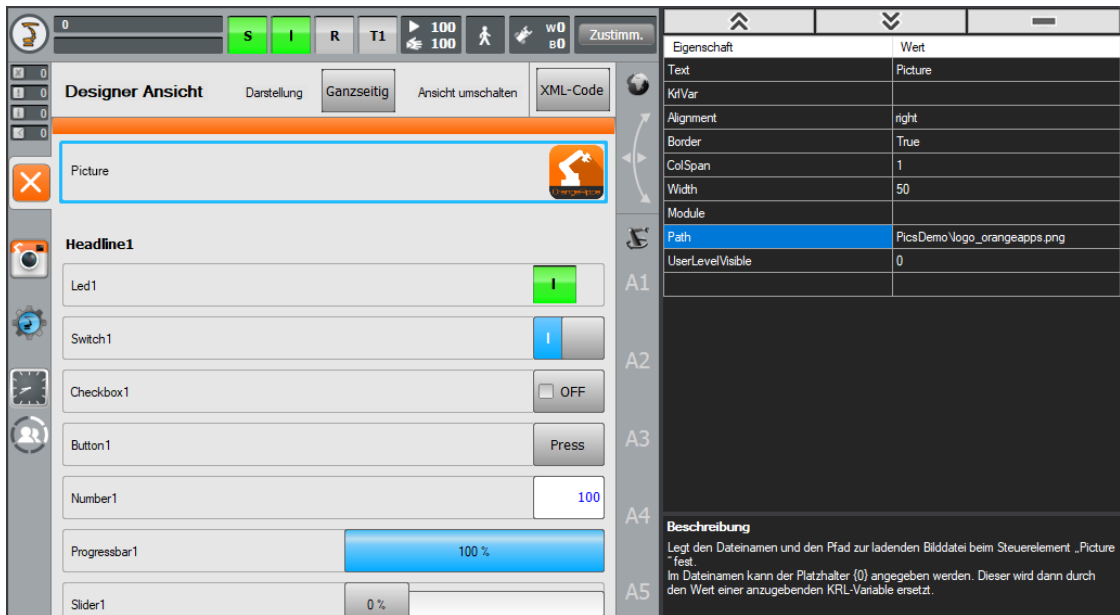 0
S
I
R
T1
100
100
W0
B0
Zustimm.
0
0
0
0
Designer Ansicht
Darstellung
Ganzseitig
Ansicht umschalten
XML-Code
Picture
OrangeApps
Headline1
Led1
I
Switch1
I
Checkbox1
OFF
Button1
Press
Number1
100
Progressbar1
100 %
Slider1
0 %
A1
A2
A3
A4
A5
Eigenschaft Wert
Text Picture
KrlVar
Alignment right
Border True
ColSpan 1
Width 50
Module
Path PicsDemo\logo_orangeapps.png
UserLevelVisible 0
Beschreibung
Legt den Dateinamen und den Pfad zur ladenden Bilddatei beim Steuerelement „Picture
“ fest.
Im Dateinamen kann der Platzhalter {0} angegeben werden. Dieser wird dann durch
den Wert einer anzugebenden KRL-Variable ersetzt.